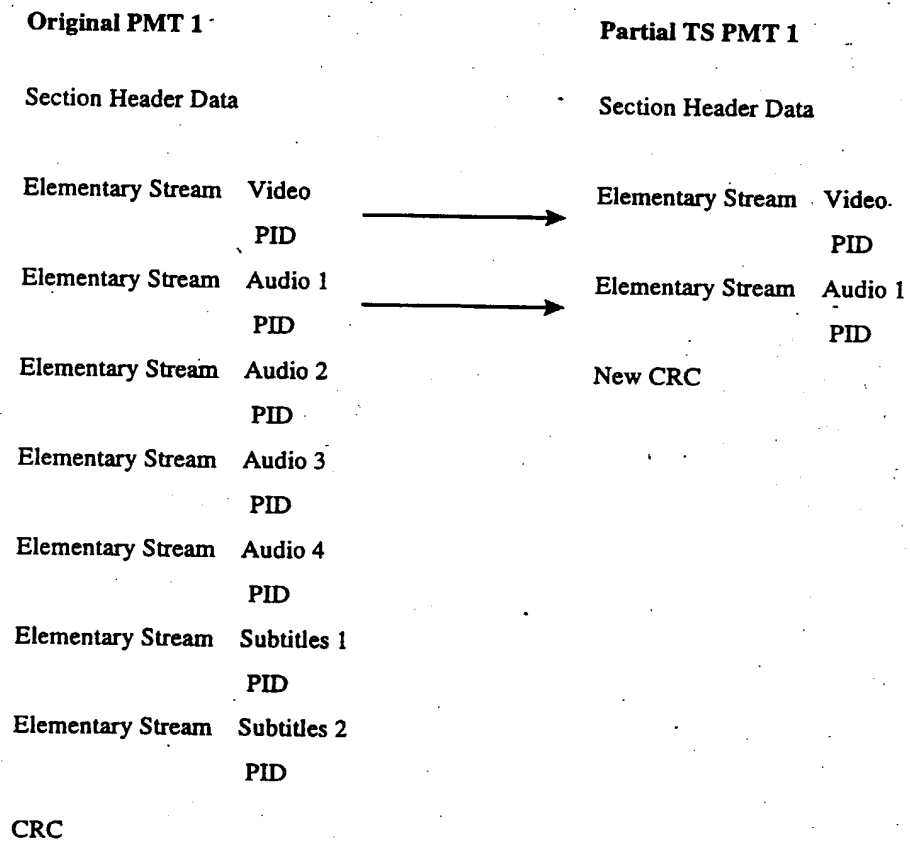 Original PMT 1
Section Header Data
Elementary Stream Video
PID
Elementary Stream Audio 1
PID
Elementary Stream Audio 2
PID
Elementary Stream Audio 3
PID
Elementary Stream Audio 4
PID
Elementary Stream Subtitles 1
PID
Elementary Stream Subtitles 2
PID
CRC
Partial TS PMT 1
Section Header Data
Elementary Stream Video
PID
Elementary Stream Audio 1
PID
New CRC